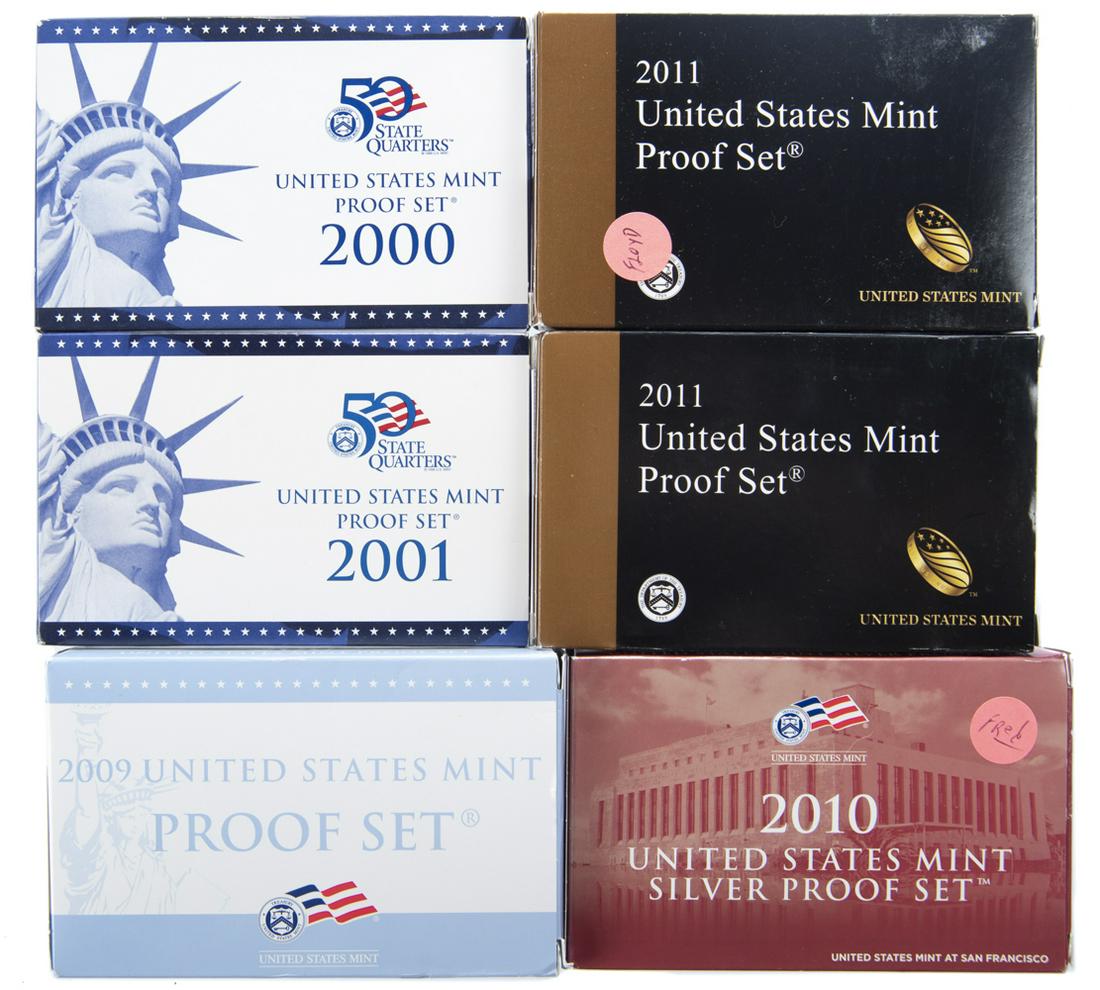 50
STATE
QUARTERS™
UNITED STATES MINT
PROOF SET®
2000
2011
United States Mint
Proof Set®
UNITED STATES MINT
50
STATE
QUARTERS™
UNITED STATES MINT
PROOF SET®
2001
2011
United States Mint
Proof Set®
1789
UNITED STATES MINT
2009 UNITED STATES MINT
PROOF SET®
UNITED STATES MINT
UNITED STATES MINT
2010
UNITED STATES MINT
SILVER PROOF SET™
UNITED STATES MINT AT SAN FRANCISCO